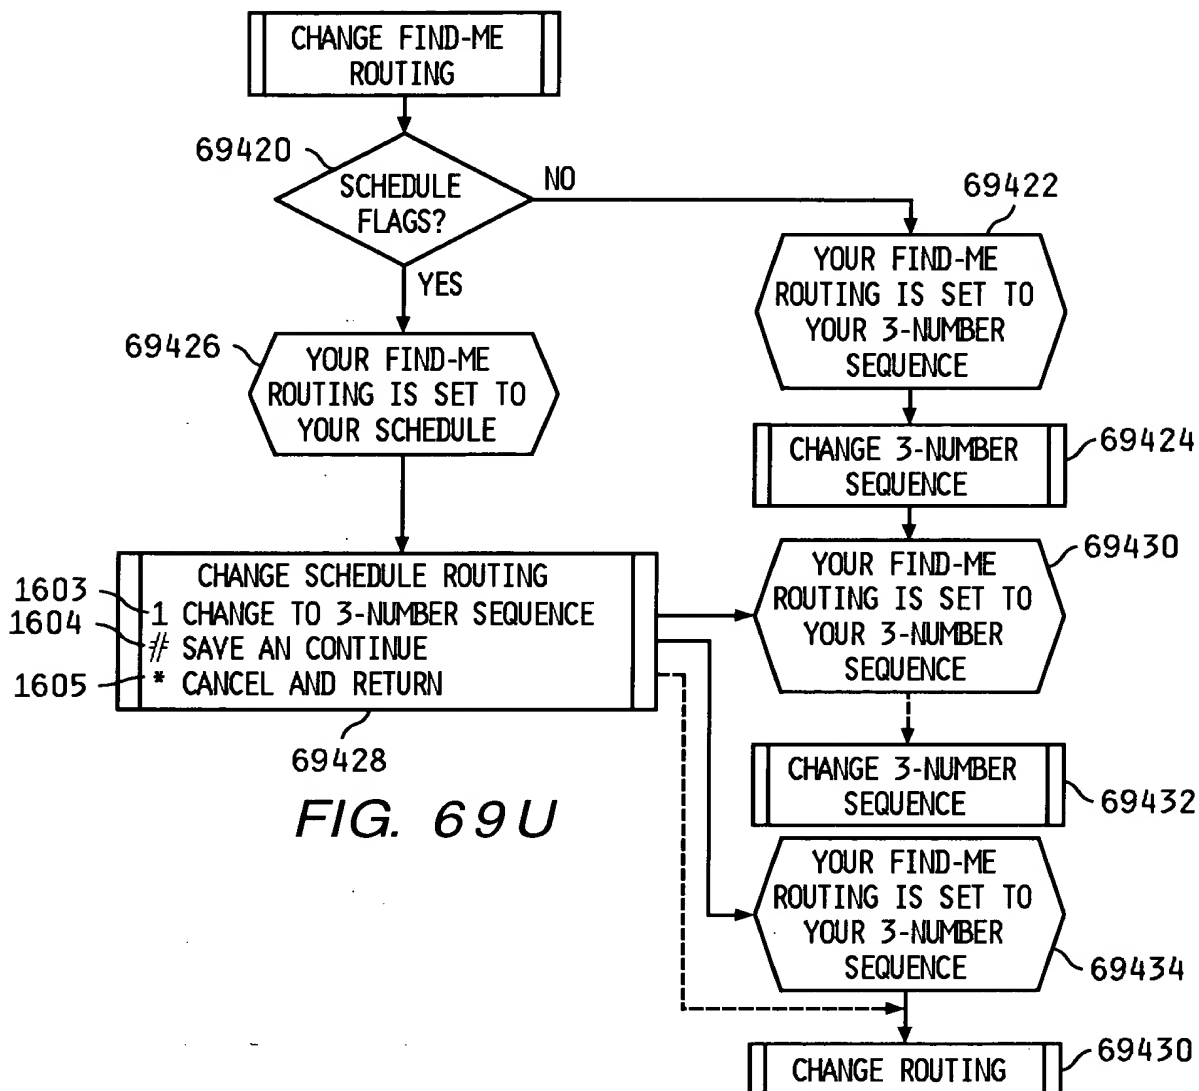 CHANGE FIND-ME
ROUTING
69420
SCHEDULE
FLAGS?
NO
YES
69422
YOUR FIND-ME
ROUTING IS SET TO
YOUR 3-NUMBER
SEQUENCE
69426
YOUR FIND-ME
ROUTING IS SET TO
YOUR SCHEDULE
CHANGE 3-NUMBER
SEQUENCE
69424
YOUR FIND-ME
ROUTING IS SET TO
YOUR 3-NUMBER
SEQUENCE
69430
CHANGE SCHEDULE ROUTING
1603 1 CHANGE TO 3-NUMBER SEQUENCE
1604 # SAVE AN CONTINUE
1605 * CANCEL AND RETURN
69428
CHANGE 3-NUMBER
SEQUENCE
69432
FIG. 69U
YOUR FIND-ME
ROUTING IS SET TO
YOUR 3-NUMBER
SEQUENCE
69434
CHANGE ROUTING
69430